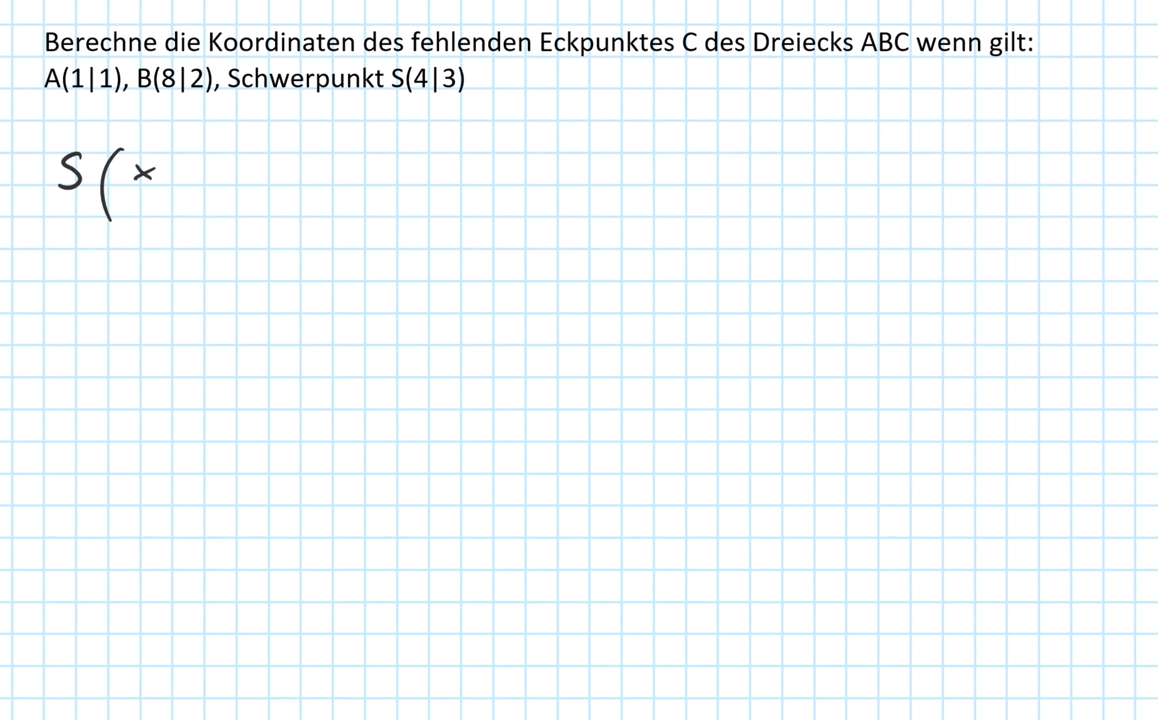 Berechne die Koordinaten des fehlenden Eckpunktes C des Dreiecks ABC wenn gilt:
A(1|1), B(8|2), Schwerpunkt S(4|3)
S (x